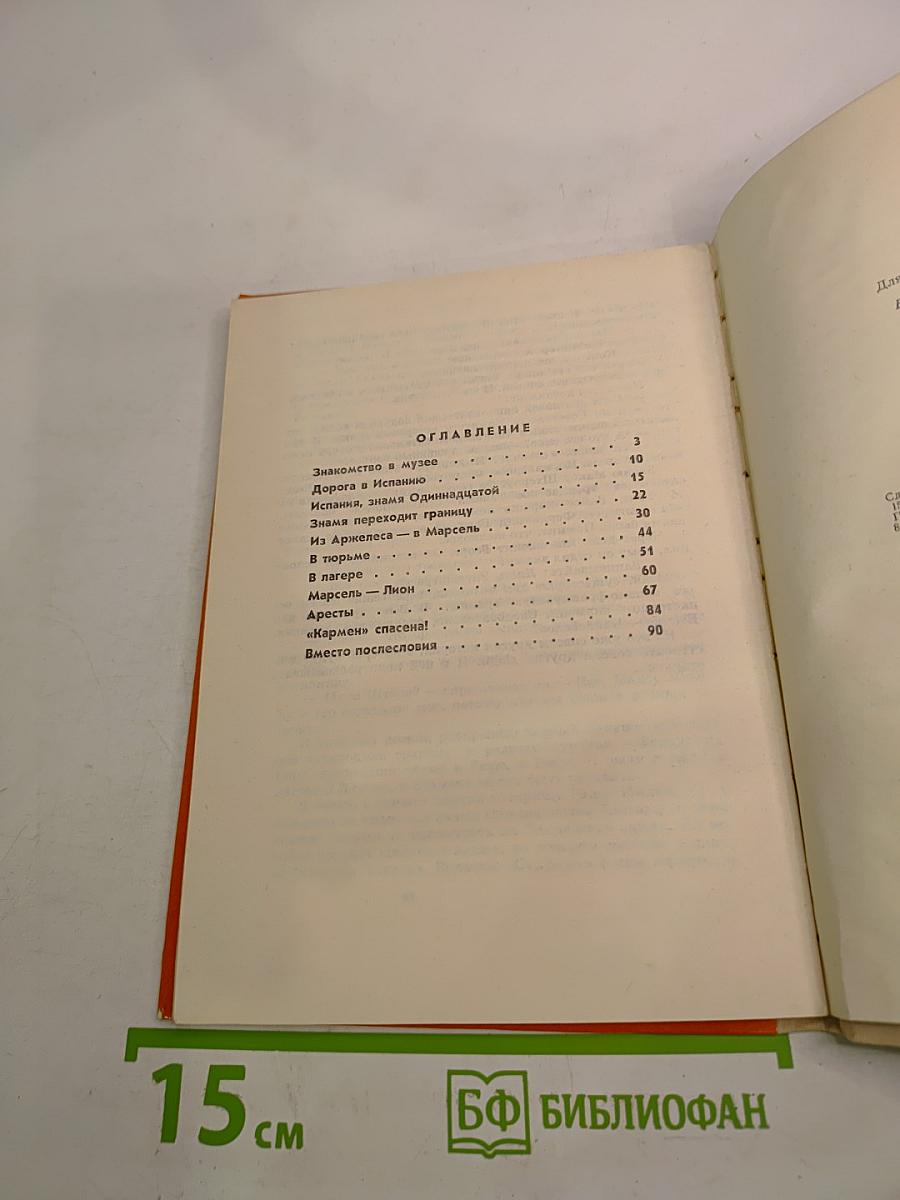 ОГЛАВЛЕНИЕ
Знакомство в музее . . . . . . . . . 3
Дорога в Испанию . . . . . . . . . 10
Испания, знамя Одиннадцатой . . . . . . 15
Знамя переходит границу . . . . . . . 22
Из Аржелеса — в Марсель . . . . . . . 30
В тюрьме . . . . . . . . . . . . 44
В лагере . . . . . . . . . . . . 51
Марсель — Лион . . . . . . . . . . 60
Аресты . . . . . . . . . . . . . 67
«Кармен» спасена! . . . . . . . . . 84
Вместо послесловия . . . . . . . . . 90
Для
15 см
БФ БИБЛИОФАН